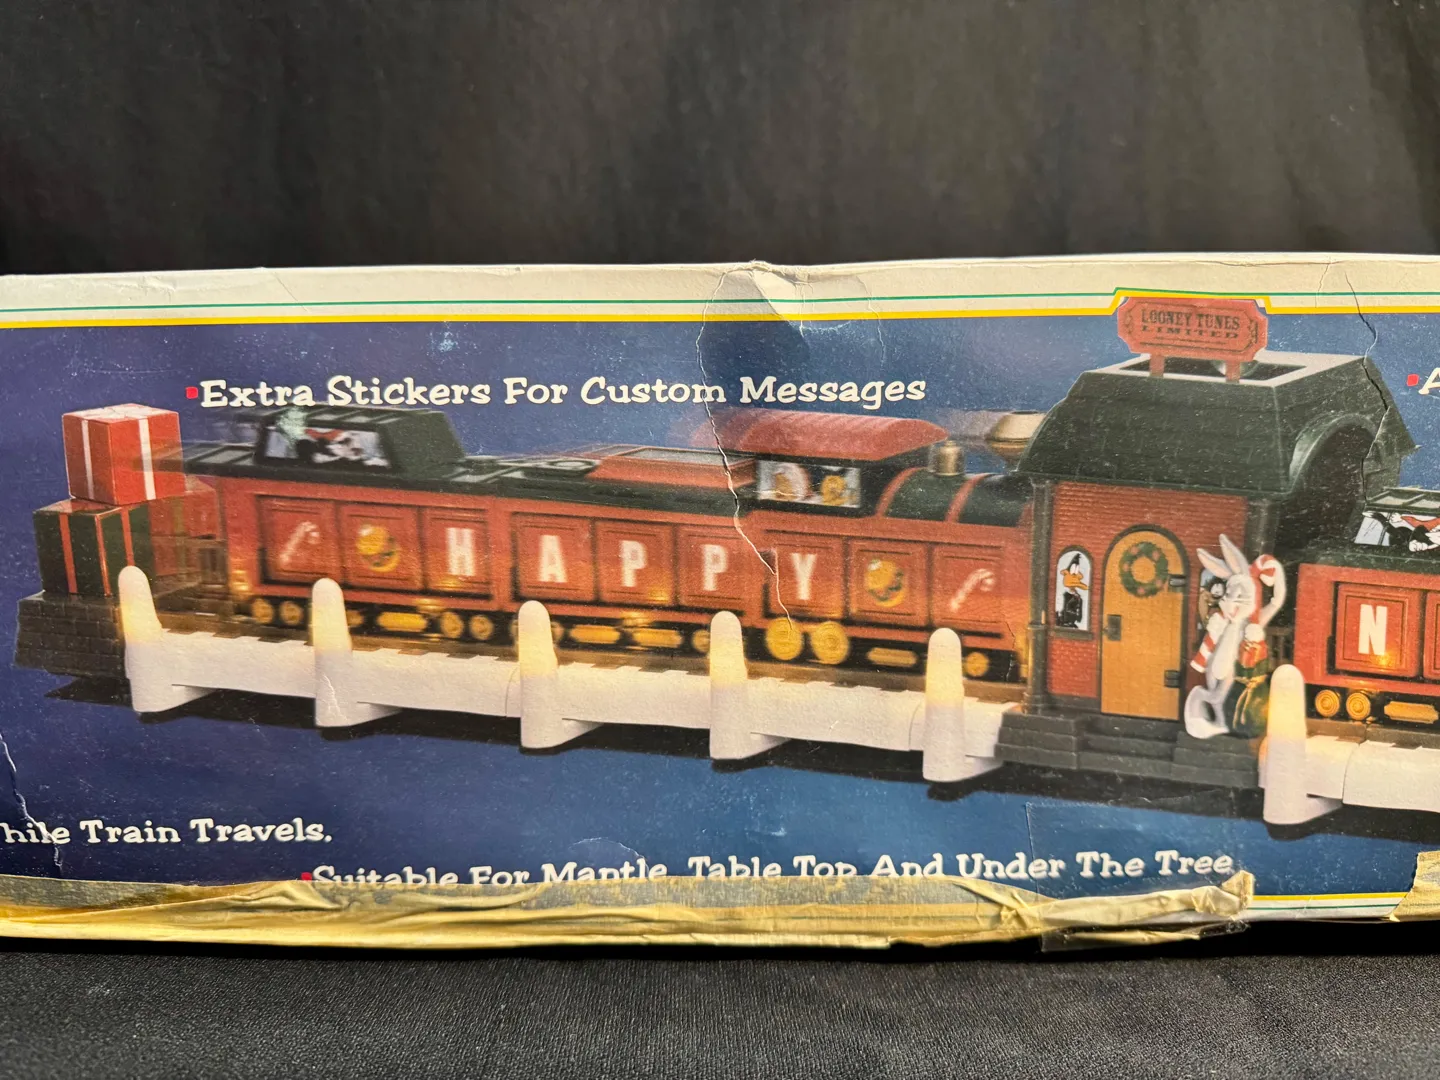 LOONEY TUNES
LIMITED
Extra Stickers For Custom Messages
A
HAPPY
N
hile Train Travels.
Suitable For Mantle, Table Top And Under The Tree